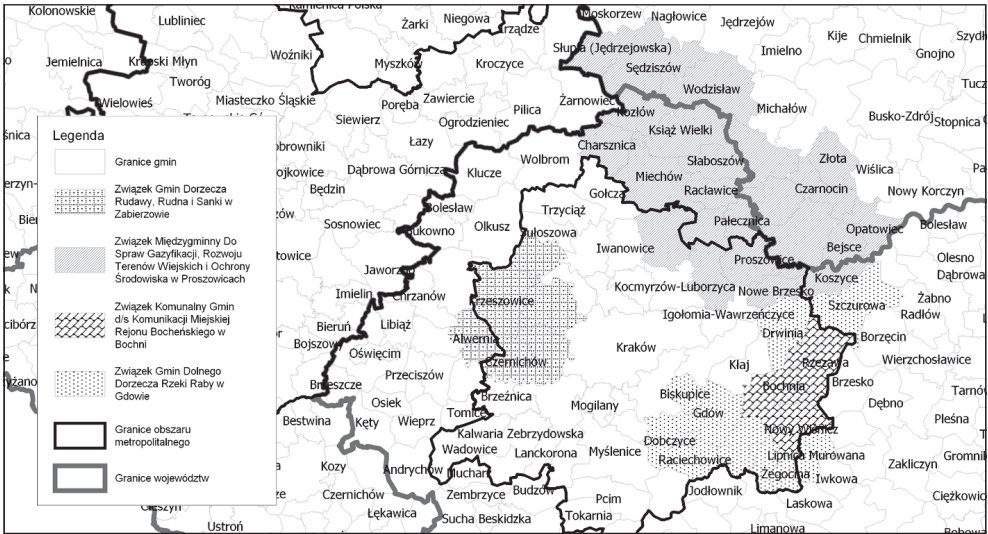 Kolonowskie
Lubliniec
Kamienica Polska
Żarki
Niegowa
Irządze
Moskorzew
Nagłowice
Jędrzejów
Kije
Chmielnik
Gnojno
Imielno
Jemielnica
Krupski Młyn
Woźniki
Myszków
Kroczyce
Słupia (Jędrzejowska)
Sędziszów
Tworóg
Wodzisław
Wielowieś
Miasteczko Śląskie
Poręba
Zawiercie
Pilica
Żarnowiec
Kozłów
Michałów
Busko-Zdrój
Stopnica
Siewierz
Ogrodzieniec
Książ Wielki
Łazy
Charsznica
Wolbrom
Słaboszów
Złota
Wiślica
Dąbrowa Górnicza
Klucze
Miechów
Racławice
Czarnocin
Nowy Korczyn
Będzin
Gołcza
Bolesław
Trzyciąż
Sosnowiec
Bukowno
Olkusz
Sułoszowa
Pałecznica
Opatowiec
Bolesław
Iwanowice
Bejsce
Proszowice
Olesno
Jaworzno
Koszyce
Dąbrowa
Imielin
Chrzanów
Krzeszowice
Kocmyrzów-Luborzyca
Nowe Brzesko
Szczurowa
Żabno
Radłów
Igołomia-Wawrzeńczyce
Bieruń
Libiąż
Drwinia
Borzęcin
Bojszowy
Alwernia
Kraków
Oświęcim
Czernichów
Kłaj
Rzezawa
Wierzchosławice
Przeciszów
Bochnia
Brzesko
Brzeszcze
Brzeźnica
Biskupice
Osiek
Mogilany
Gdów
Dębno
Bestwina
Kęty
Wieprz
Tomice
Nowy Wiśnicz
Pleśna
Kalwaria Zebrzydowska
Dobczyce
Wadowice
Lanckorona
Myślenice
Raciechowice
Lipnica Murowana
Gromnik
Kozy
Andrychów
Mucharz
Żegocina
Iwkowa
Zakliczyn
Czernichów
Zembrzyce
Budzów
Pcim
Jodłownik
Laskowa
Łękawica
Sucha Beskidzka
Tokarnia
Limanowa
Cieszyn
Ustroń
Legenda
Granice gmin
Związek Gmin Dorzecza
Rudawy, Rudna i Sanki w
Zabierzowie
Związek Międzygminny Do
Spraw Gazyfikacji, Rozwoju
Terenów Wiejskich i Ochrony
Środowiska w Proszowicach
Związek Komunalny Gmin
d/s Komunikacji Miejskiej
Rejonu Bocheńskiego w
Bochni
Związek Gmin Dolnego
Dorzecza Rzeki Raby w
Gdowie
Granice obszaru
metropolitalnego
Granice województw